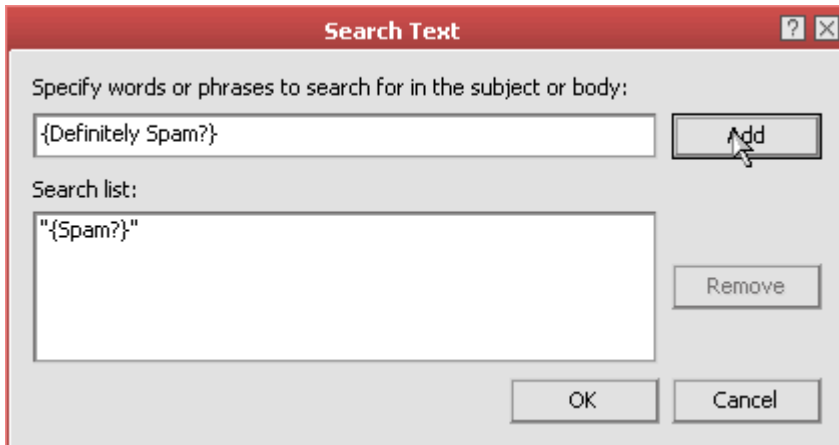 Search Text
Specify words or phrases to search for in the subject or body:
{Definitely Spam?}
Add
Search list:
"{Spam?}"
Remove
OK
Cancel